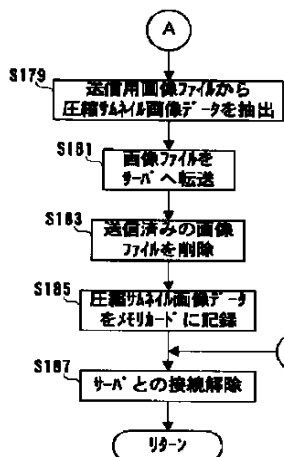 A
S179
送信用画像ファイルから
圧縮サムネイル画像データを抽出
S181
画像ファイルを
サーバへ転送
S183
送信済みの画像
ファイルを削除
S185
圧縮サムネイル画像データ
をメモリカードに記録
S187
サーバとの接続解除
リターン